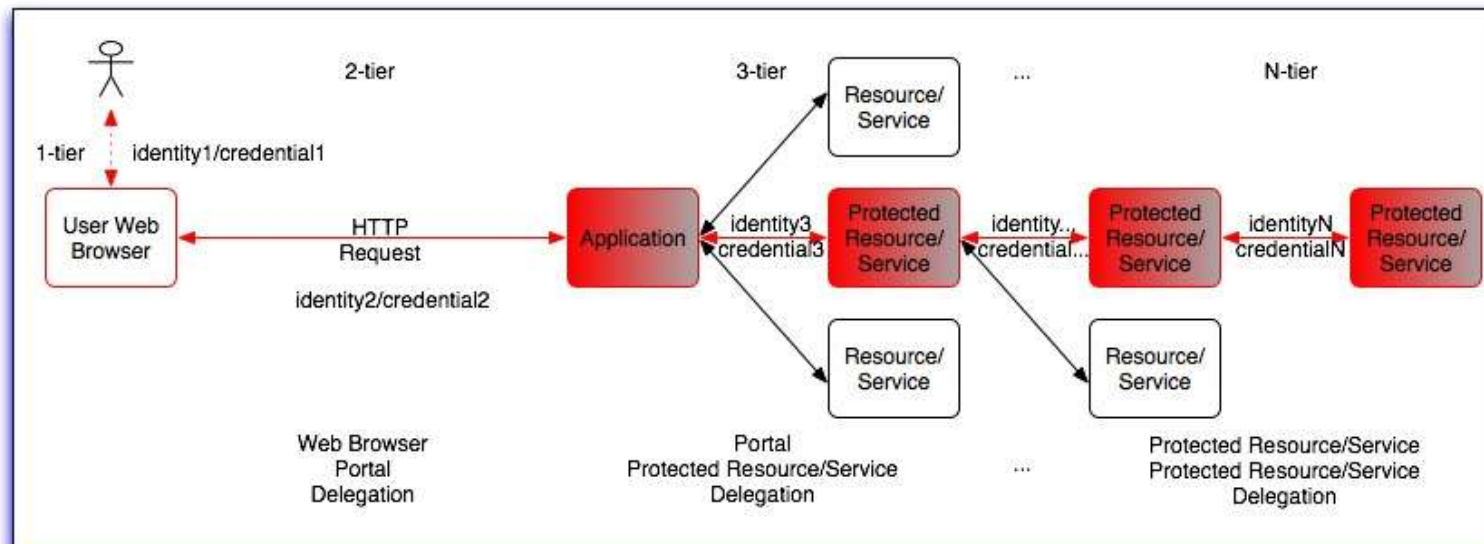 2-tier
3-tier
...
N-tier
Resource/
Service
1-tier
identity1/credential1
User Web
Browser
HTTP
Request
identity2/credential2
Application
identity3
credential3
Protected
Resource/
Service
identity...
credential...
Protected
Resource/
Service
identityN
credentialN
Protected
Resource/
Service
Resource/
Service
Resource/
Service
Web Browser
Portal
Delegation
Portal
Protected Resource/Service
Delegation
...
Protected Resource/Service
Protected Resource/Service
Delegation